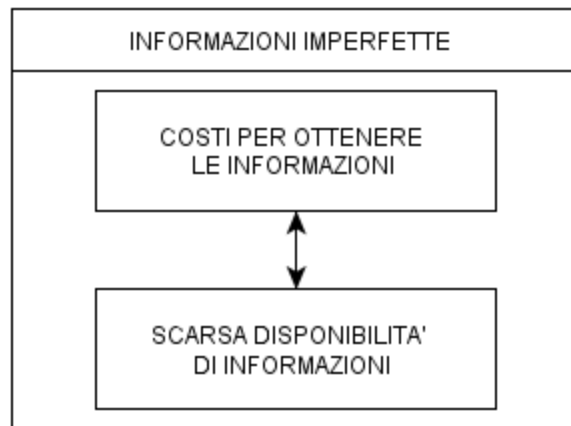 INFORMAZIONI IMPERFETTE
COSTI PER OTTENERE
LE INFORMAZIONI
SCARSA DISPONIBILITA'
DI INFORMAZIONI